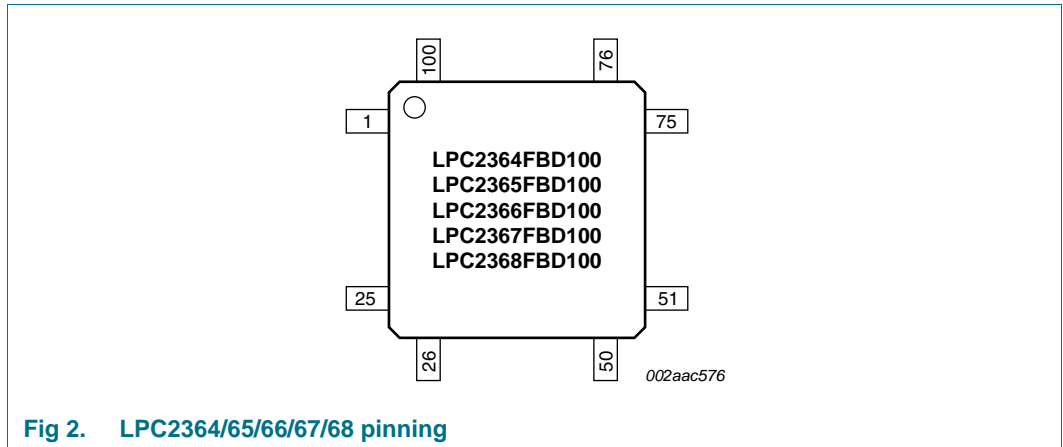 100
76
1
75
LPC2364FBD100
LPC2365FBD100
LPC2366FBD100
LPC2367FBD100
LPC2368FBD100
25
51
26
50
002aac576
Fig 2. LPC2364/65/66/67/68 pinning